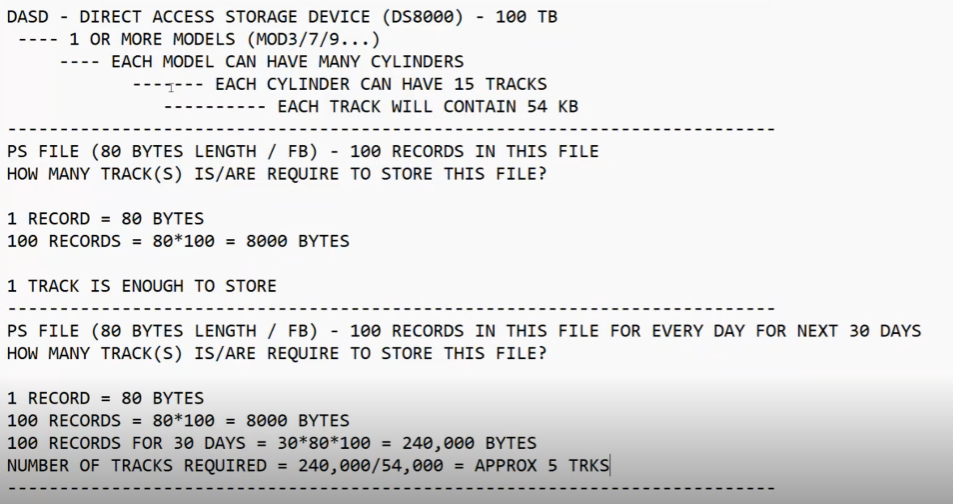 DASD - DIRECT ACCESS STORAGE DEVICE (DS8000) - 100 TB
---- 1 OR MORE MODELS (MOD3/7/9...)
---- EACH MODEL CAN HAVE MANY CYLINDERS
------- EACH CYLINDER CAN HAVE 15 TRACKS
---------- EACH TRACK WILL CONTAIN 54 KB
--------------------------------------------------------------------------
PS FILE (80 BYTES LENGTH / FB) - 100 RECORDS IN THIS FILE
HOW MANY TRACK(S) IS/ARE REQUIRE TO STORE THIS FILE?
1 RECORD = 80 BYTES
100 RECORDS = 80*100 = 8000 BYTES
1 TRACK IS ENOUGH TO STORE
--------------------------------------------------------------------------
PS FILE (80 BYTES LENGTH / FB) - 100 RECORDS IN THIS FILE FOR EVERY DAY FOR NEXT 30 DAYS
HOW MANY TRACK(S) IS/ARE REQUIRE TO STORE THIS FILE?
1 RECORD = 80 BYTES
100 RECORDS = 80*100 = 8000 BYTES
100 RECORDS FOR 30 DAYS = 30*80*100 = 240,000 BYTES
NUMBER OF TRACKS REQUIRED = 240,000/54,000 = APPROX 5 TRKS
--------------------------------------------------------------------------